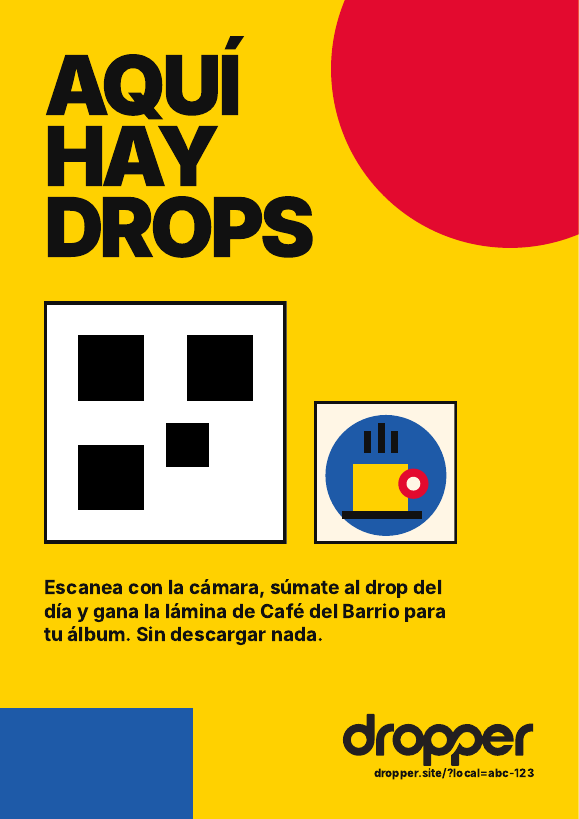 AQUÍ
HAY
DROPS
Escanea con la cámara, súmate al drop del
día y gana la lámina de Café del Barrio para
tu álbum. Sin descargar nada.
dropper
dropper.site/?local=abc-123